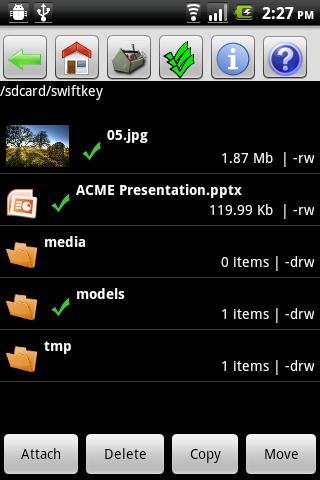 2:27 PM
/sdcard/swiftkey
05.jpg
1.87 Mb | -rw
ACME Presentation.pptx
119.99 Kb | -rw
media
0 items | -drw
models
1 items | -drw
tmp
1 items | -drw
Attach Delete Copy Move